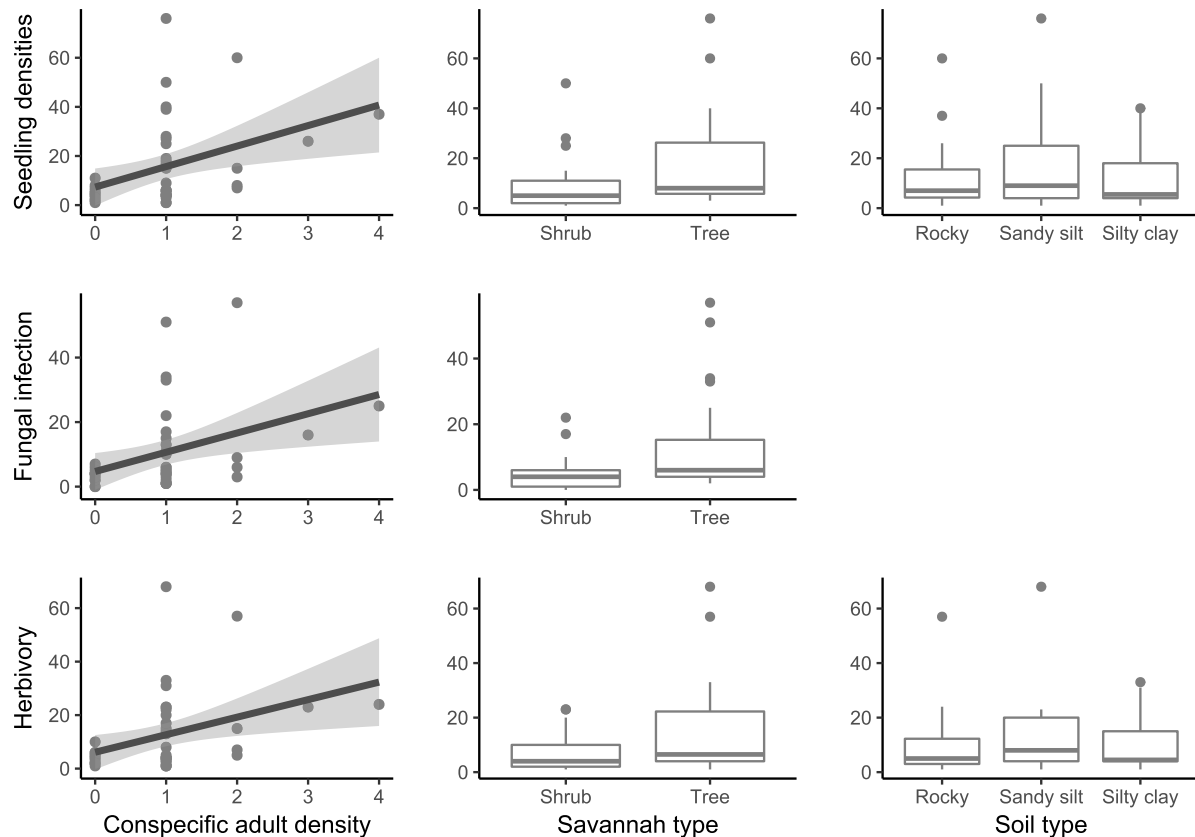 Seedling densities
60
40
20
0
0 1 2 3 4
60
40
20
0
Shrub Tree
60
40
20
0
Rocky Sandy silt Silty clay
Fungal infection
40
20
0
0 1 2 3 4
40
20
0
Shrub Tree
Herbivory
60
40
20
0
0 1 2 3 4
Conspecific adult density
60
40
20
0
Shrub Tree
Savannah type
60
40
20
0
Rocky Sandy silt Silty clay
Soil type